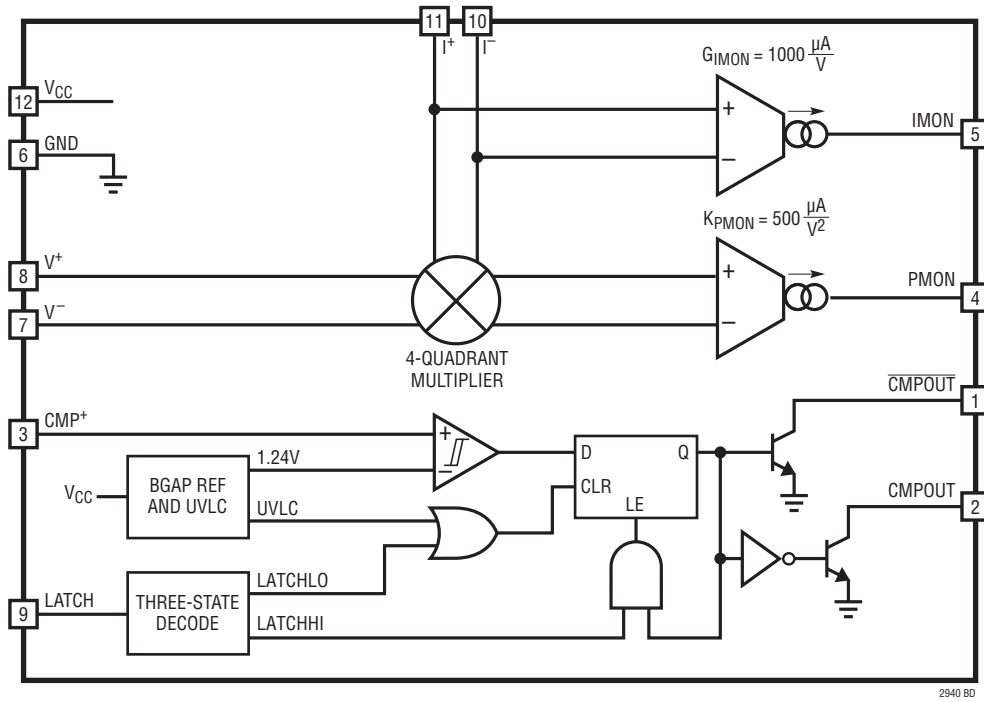 11
10
I+
I–
GIMON = 1000 µA/V
12
VCC
+
–
IMON
5
6
GND
KPMON = 500 µA/V2
8
V+
+
–
PMON
4
7
V–
4-QUADRANT
MULTIPLIER
CMPOUT
1
3
CMP+
+
–
1.24V
D
Q
CLR
LE
VCC
BGAP REF
AND UVLC
UVLC
CMPOUT
2
LATCHLO
9
LATCH
THREE-STATE
DECODE
LATCHHI
2940 BD